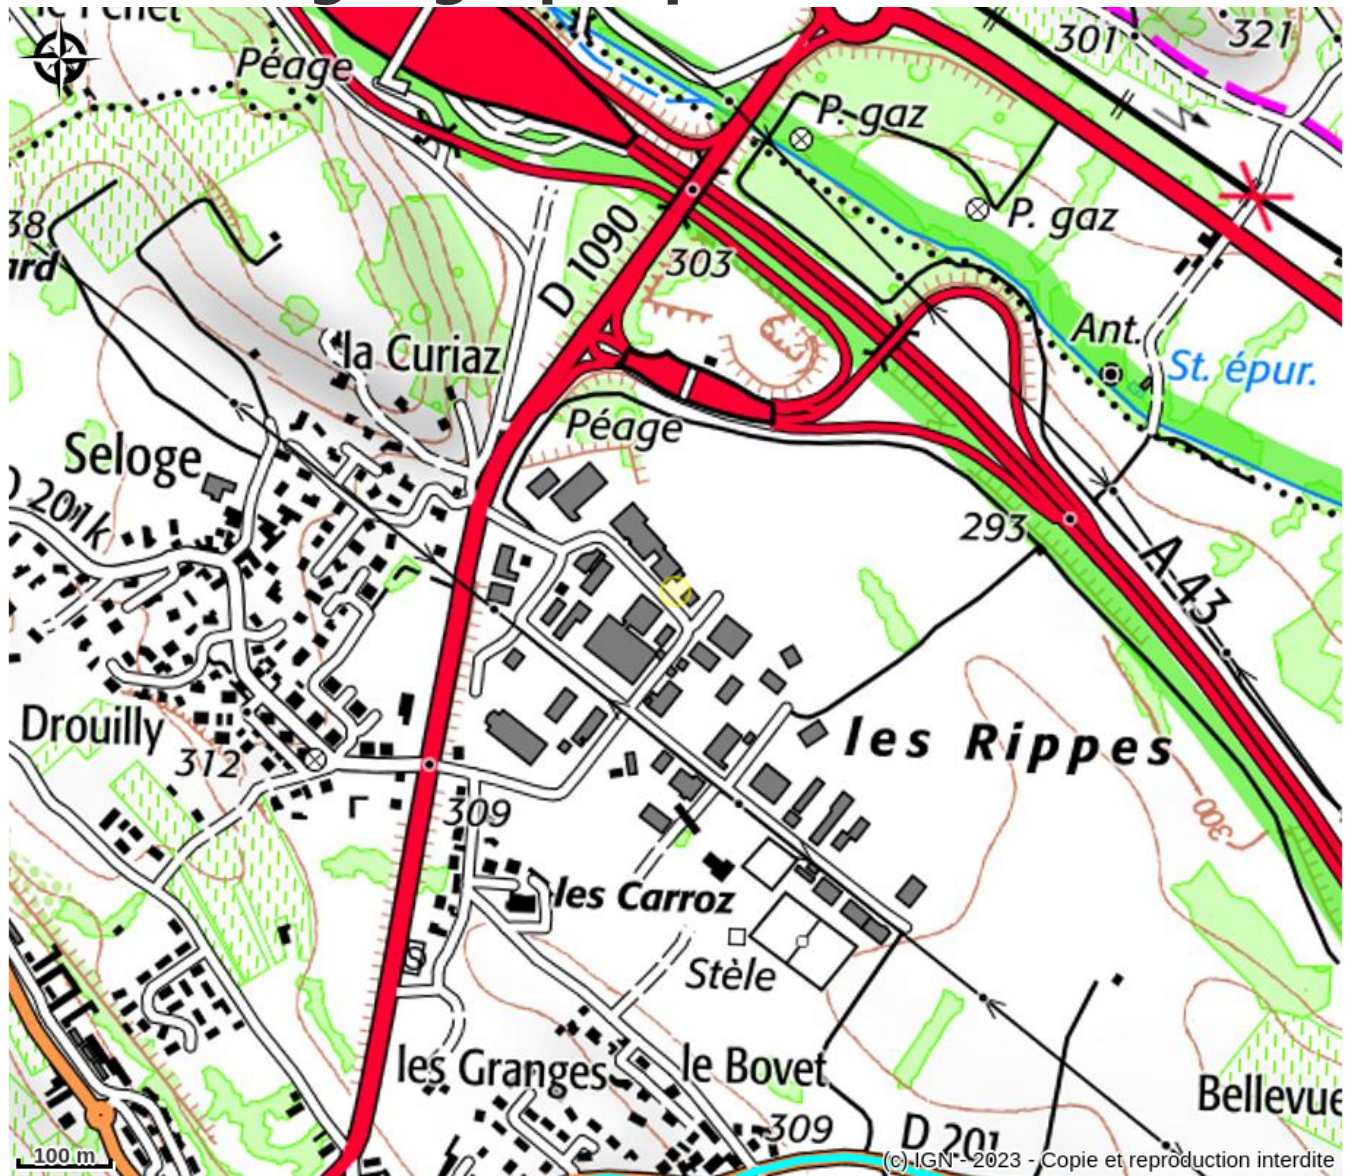 Péage
301
321
P. gaz
P. gaz
D 1090
303
Ant.
St. épur.
la Curiaz
Péage
Seloge
D 201k
293
A 43
Drouilly
312
les Rippes
309
300
les Carroz
Stèle
les Granges
le Bovet
Bellevue
309
D 201
100 m
(c) IGN - 2023 - Copie et reproduction interdite